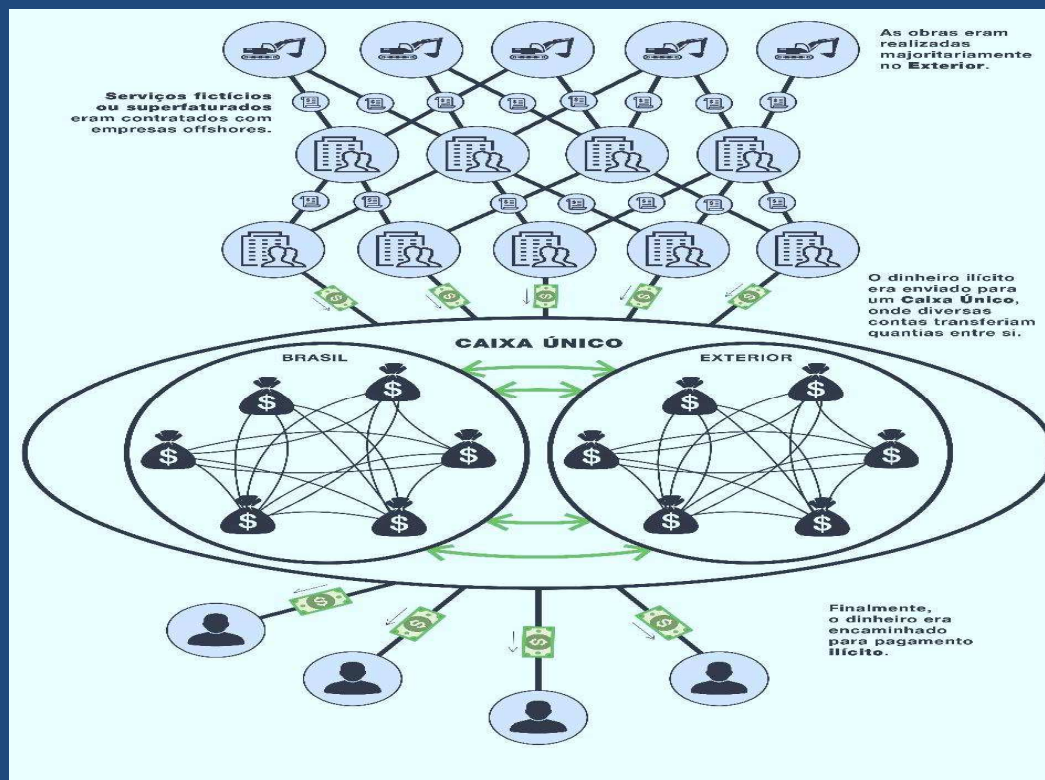 As obras eram
realizadas
majoritariamente
no Exterior.
Serviços fictícios
ou superfaturados
eram contratados com
empresas offshores.
O dinheiro ilícito
era enviado para
um Caixa Único,
onde diversas
contas transferiam
quantias entre si.
CAIXA ÚNICO
BRASIL
EXTERIOR
$ $ $ $
$ $ $ $
$ $ $ $
Finalmente,
o dinheiro era
encaminhado
para pagamento
ilícito.